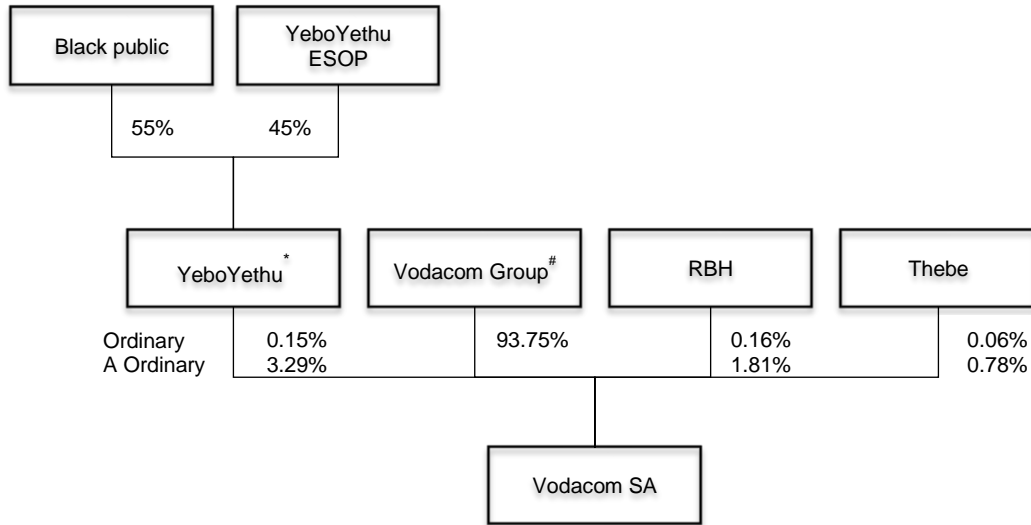 Black public
YeboYethu
ESOP
55% 45%
YeboYethu*
Vodacom Group#
RBH
Thebe
Ordinary 0.15% 93.75% 0.16% 0.06%
A Ordinary 3.29% 1.81% 0.78%
Vodacom SA